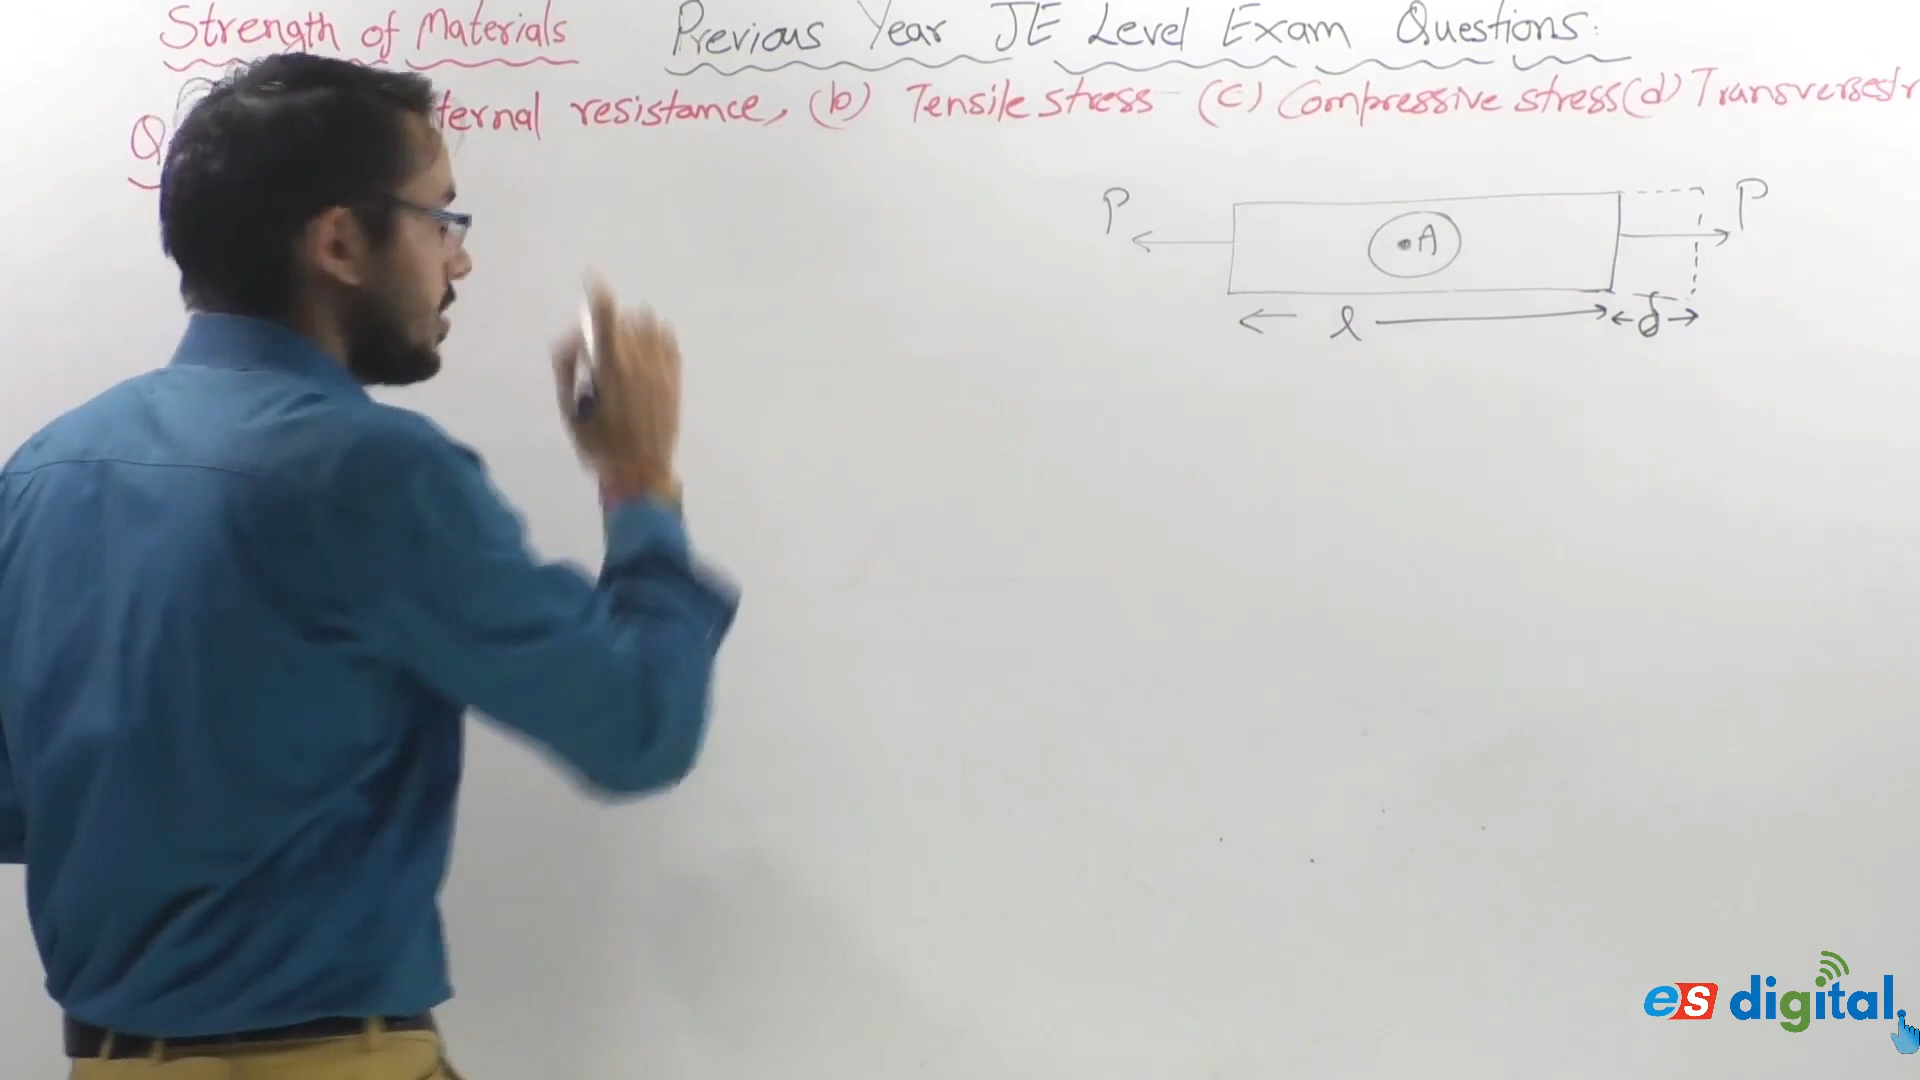 Strength of Materials Previous Year JE Level Exam Questions:
Q ternal resistance, (b) Tensile stress (c) Compressive stress (d) Transverse str
P A P
l δ
es digital.